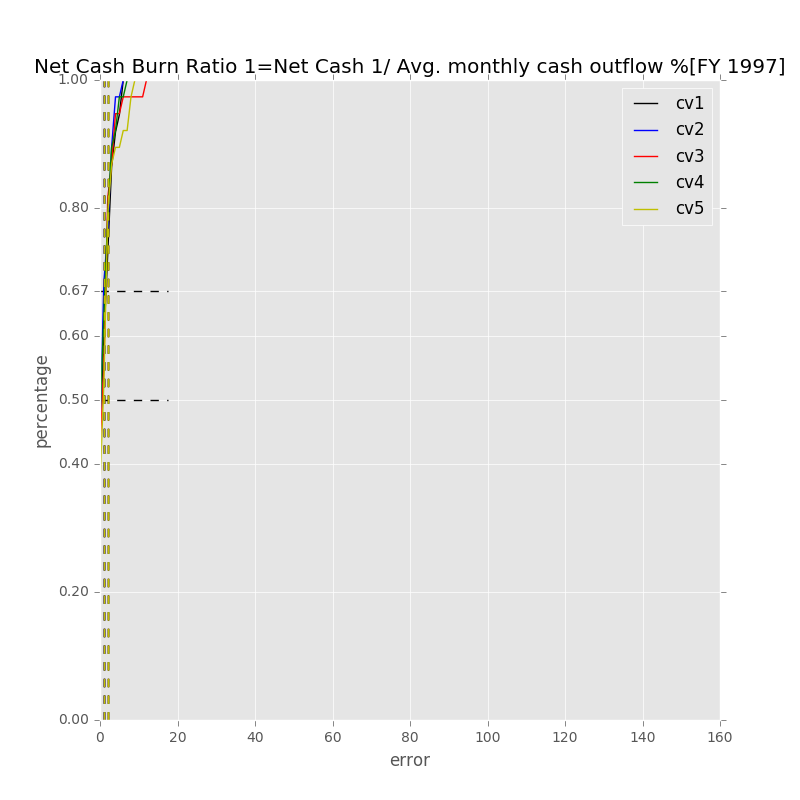 Net Cash Burn Ratio 1=Net Cash 1/ Avg. monthly cash outflow %[FY 1997]
1.00
cv1
cv2
cv3
cv4
cv5
0.80
0.67
0.60
percentage
0.50
0.40
0.20
0.00
0 20 40 60 80 100 120 140 160
error